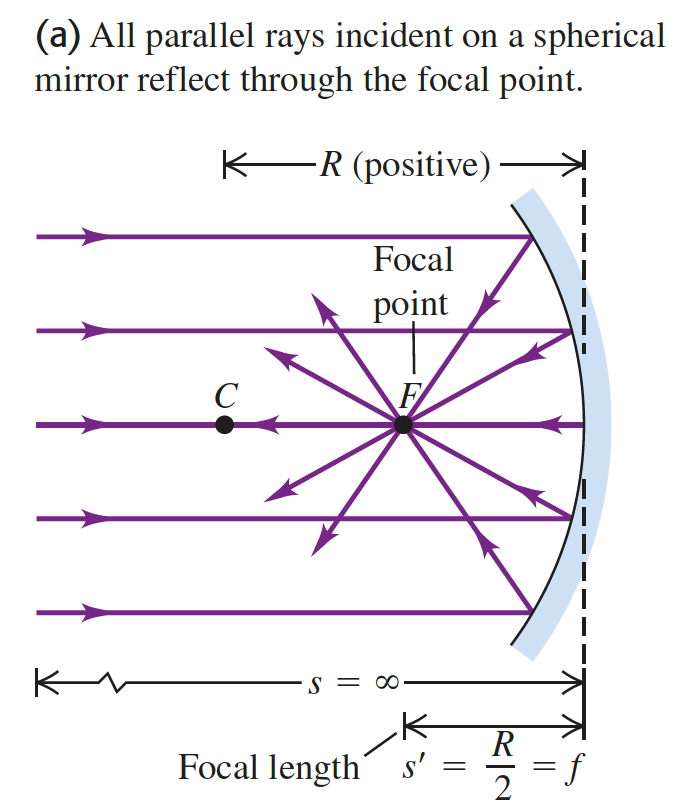 (a) All parallel rays incident on a spherical
mirror reflect through the focal point.
R (positive)
Focal
point
C
F
s = ∞
Focal length
s′ = R/2 = f